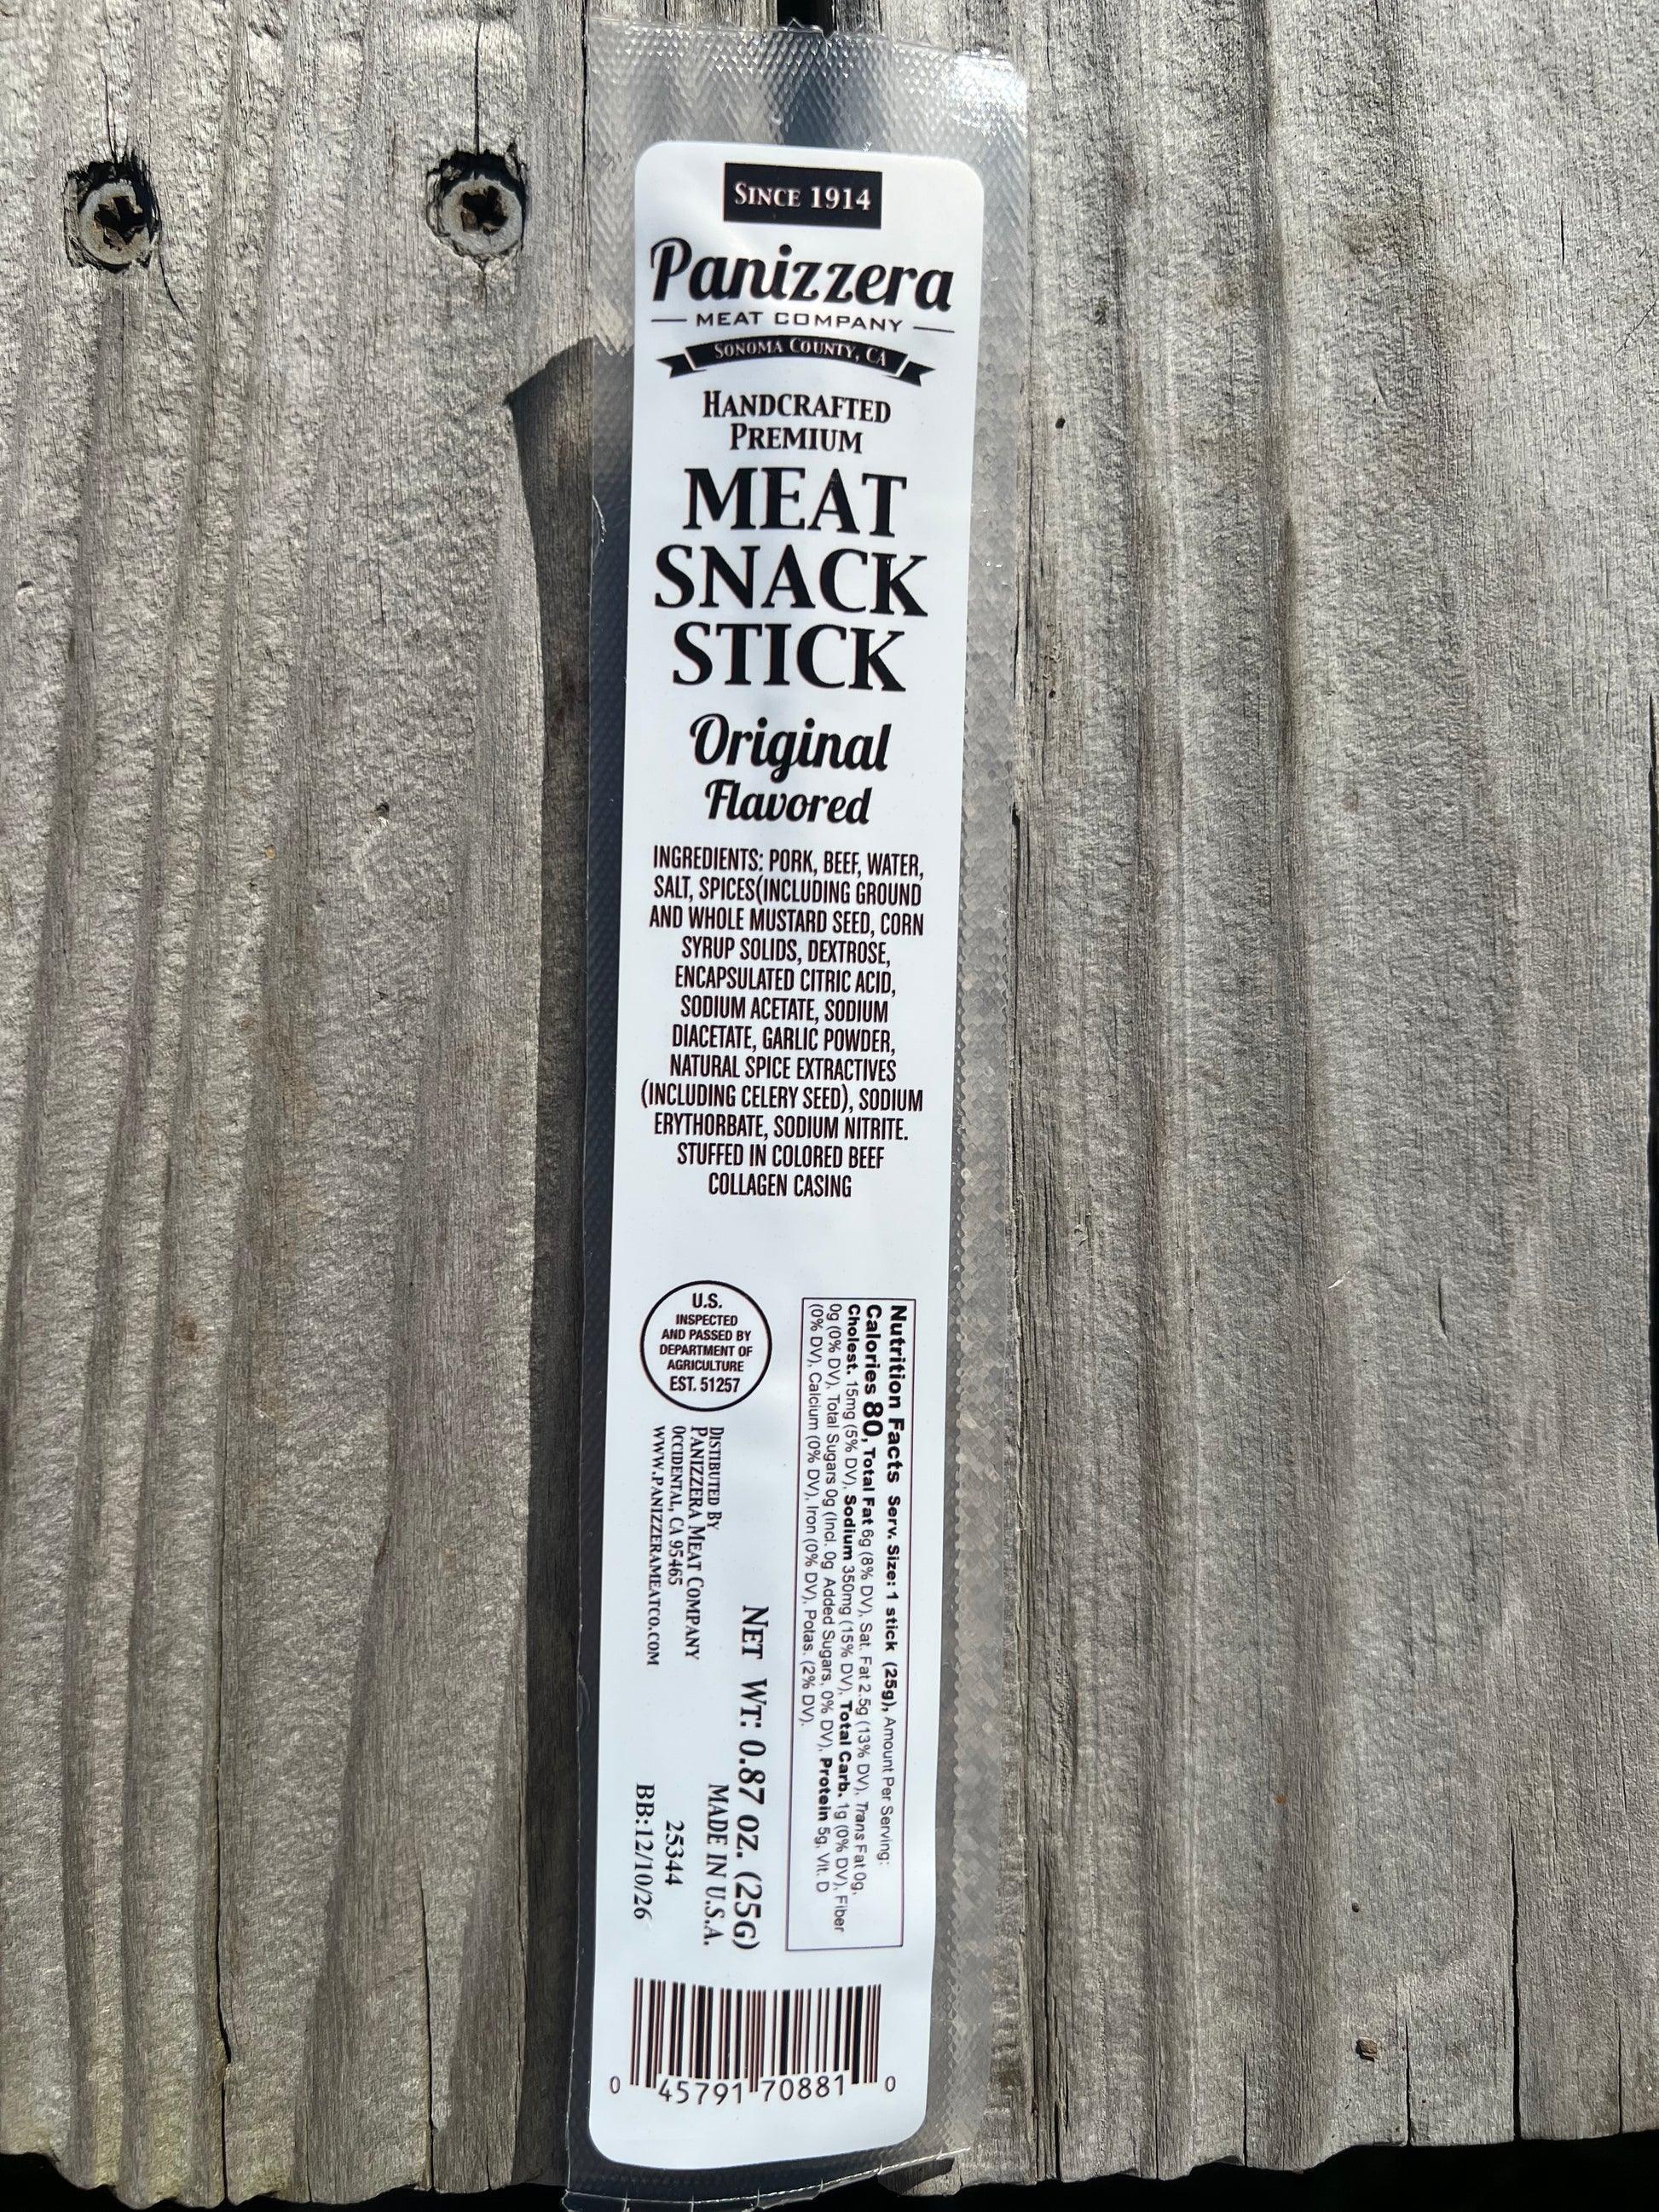 SINCE 1914
Panizzera
MEAT COMPANY
SONOMA COUNTY, CA
HANDCRAFTED
PREMIUM
MEAT
SNACK
STICK
Original
Flavored
INGREDIENTS: PORK, BEEF, WATER,
SALT, SPICES(INCLUDING GROUND
AND WHOLE MUSTARD SEED, CORN
SYRUP SOLIDS, DEXTROSE,
ENCAPSULATED CITRIC ACID,
SODIUM ACETATE, SODIUM
DIACETATE, GARLIC POWDER,
NATURAL SPICE EXTRACTIVES
(INCLUDING CELERY SEED), SODIUM
ERYTHORBATE, SODIUM NITRITE.
STUFFED IN COLORED BEEF
COLLAGEN CASING
U.S.
INSPECTED
AND PASSED BY
DEPARTMENT OF
AGRICULTURE
EST. 51257
Nutrition Facts Serv. Size: 1 stick (25g), Amount Per Serving:
Calories 80, Total Fat 6g (8% DV), Sat. Fat 2.5g (13% DV), Trans Fat 0g,
Cholest. 15mg (5% DV), Sodium 350mg (15% DV), Total Carb. 1g (0% DV), Fiber
0g (0% DV), Total Sugars 0g (Incl. 0g Added Sugars, 0% DV), Protein 5g, Vit. D
(0% DV), Calcium (0% DV), Iron (0% DV), Potas. (2% DV).
NET WT: 0.87 OZ. (25G)
MADE IN U.S.A.
DISTRIBUTED BY
PANIZZERA MEAT COMPANY
OCCIDENTAL, CA 95465
WWW.PANIZZERAMEATCO.COM
25344
BB:12/10/26
0 45791 70881 0